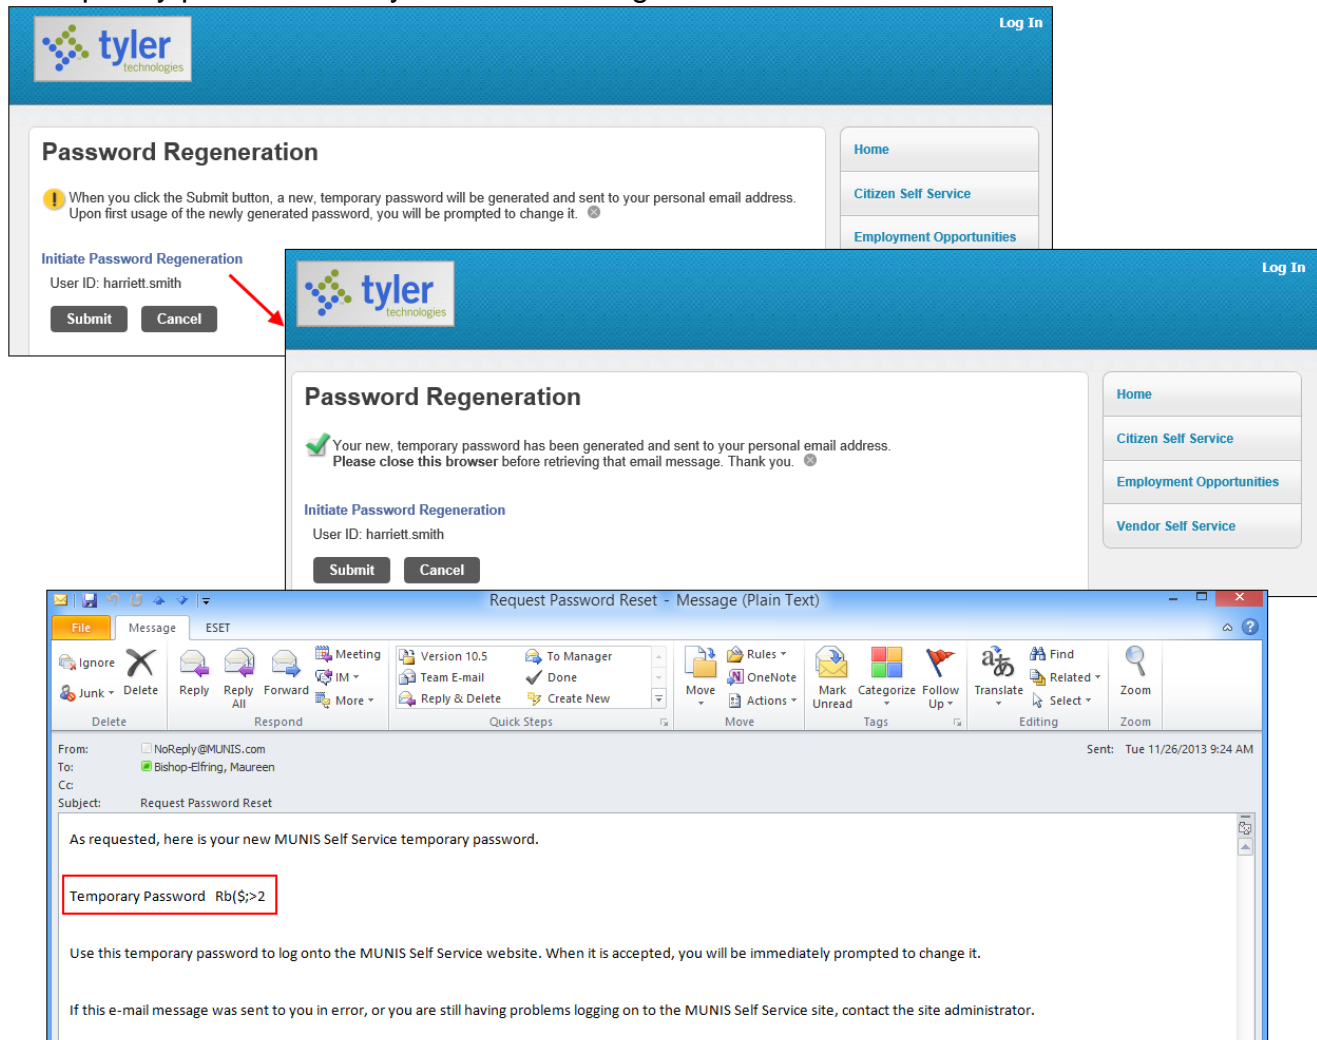 Log In
tyler
technologies
Password Regeneration
When you click the Submit button, a new, temporary password will be generated and sent to your personal email address.
Upon first usage of the newly generated password, you will be prompted to change it.
Initiate Password Regeneration
User ID: harriett.smith
Submit Cancel
Home
Citizen Self Service
Employment Opportunities
Log In
tyler
technologies
Password Regeneration
Your new, temporary password has been generated and sent to your personal email address.
Please close this browser before retrieving that email message. Thank you.
Initiate Password Regeneration
User ID: harriett.smith
Submit Cancel
Home
Citizen Self Service
Employment Opportunities
Vendor Self Service
Request Password Reset - Message (Plain Text)
File Message ESET
Ignore
Junk
Delete
Delete
Reply
Reply All
Forward
Meeting
IM
More
Respond
Version 10.5
Team E-mail
Reply & Delete
To Manager
Done
Create New
Quick Steps
Move
Rules
OneNote
Actions
Move
Mark Unread
Categorize
Follow Up
Tags
Translate
Find
Related
Select
Editing
Zoom
Zoom
From: NoReply@MUNIS.com
Sent: Tue 11/26/2013 9:24 AM
To: Bishop-Elfring, Maureen
Cc:
Subject: Request Password Reset
As requested, here is your new MUNIS Self Service temporary password.
Temporary Password Rb($;>2
Use this temporary password to log onto the MUNIS Self Service website. When it is accepted, you will be immediately prompted to change it.
If this e-mail message was sent to you in error, or you are still having problems logging on to the MUNIS Self Service site, contact the site administrator.